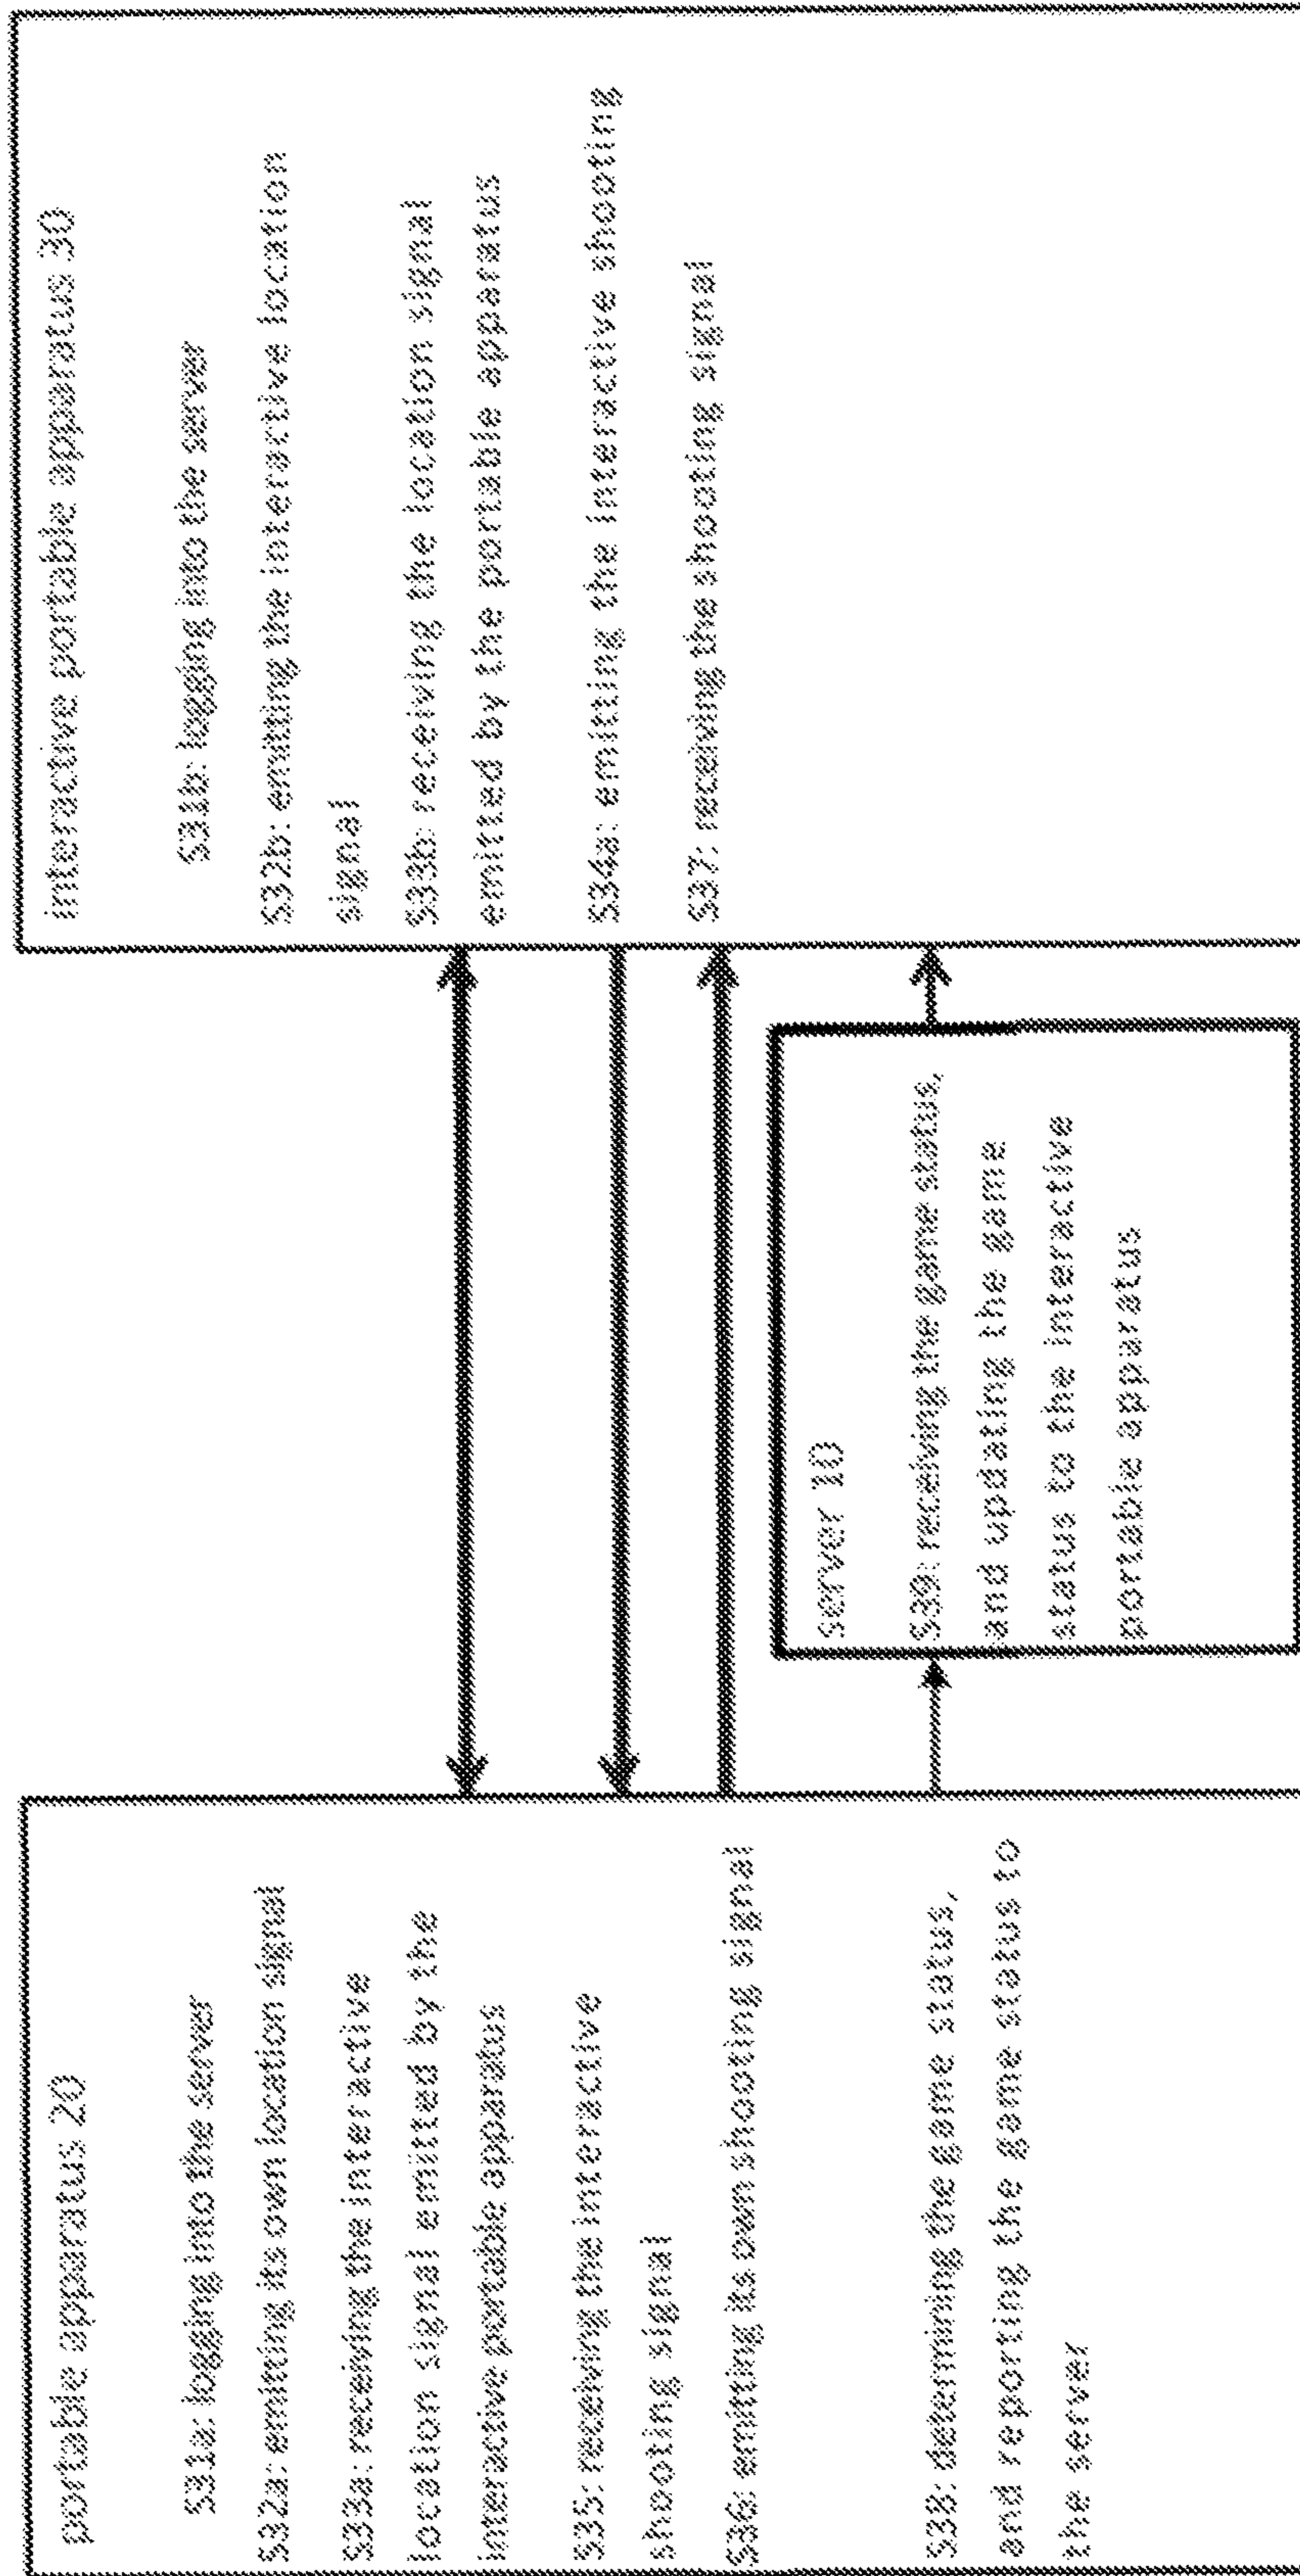 portable apparatus 20
S31a: logging into the server
S32a: emitting its own location signal
S33a: receiving the interactive
location signal emitted by the
interactive portable apparatus
S35: receiving the interactive
shooting signal
S36: emitting its own shooting signal
S38: determining the game status,
and reporting the game status to
the server
server 10
S39: receiving the game status,
and updating the game
status to the interactive
portable apparatus
interactive portable apparatus 30
S31b: logging into the server
S32b: emitting the interactive location
signal
S33b: receiving the location signal
emitted by the portable apparatus
S34a: emitting the interactive shooting
S37: receiving the shooting signal